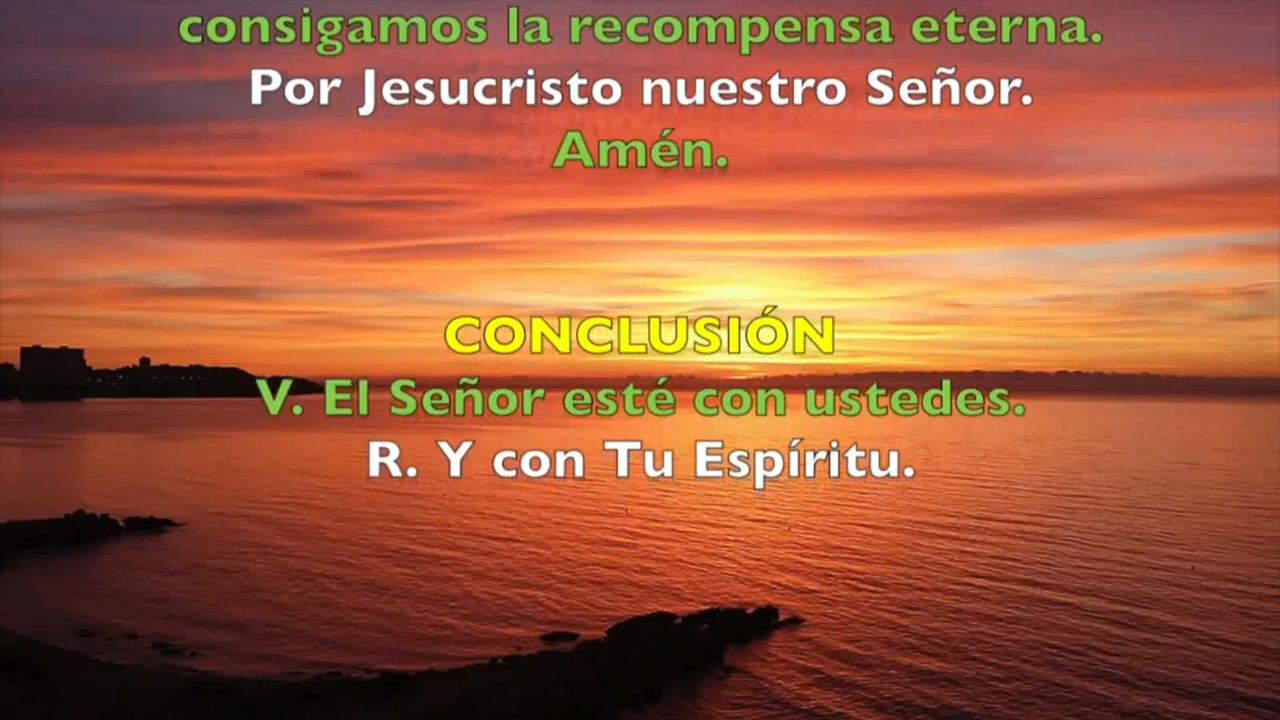 consigamos la recompensa eterna.
Por Jesucristo nuestro Señor.
Amén.
CONCLUSIÓN
V. El Señor esté con ustedes.
R. Y con Tu Espíritu.